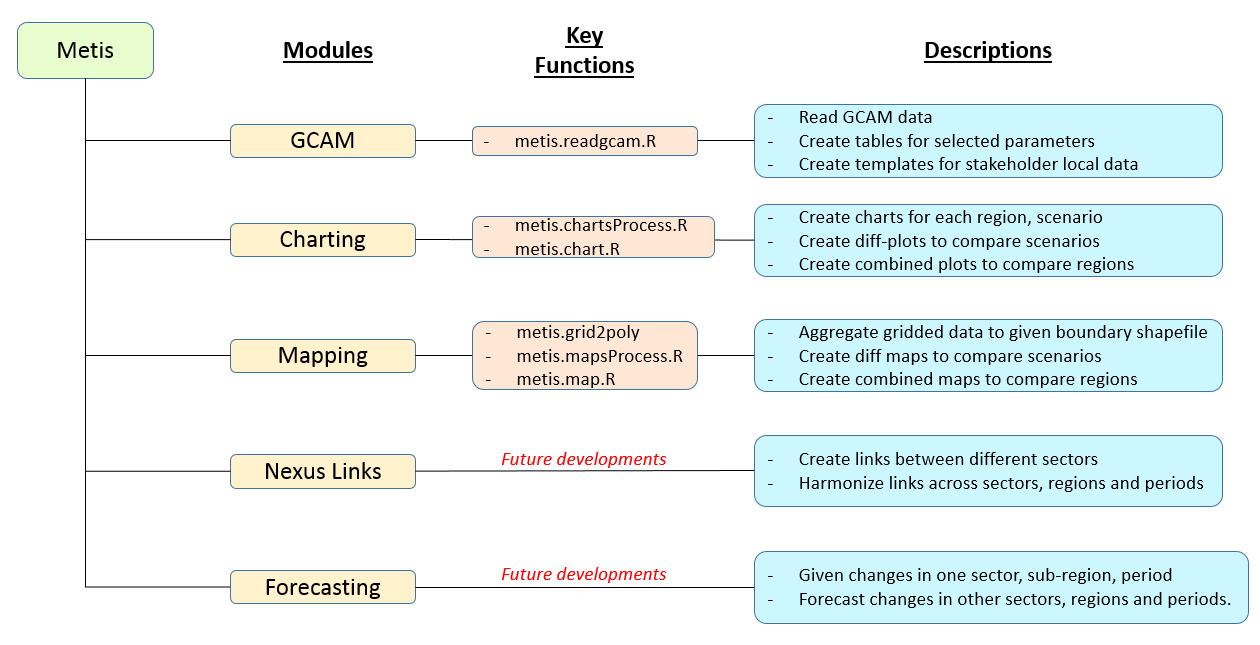 Metis
Modules
Key
Functions
Descriptions
GCAM
- metis.readgcam.R
- Read GCAM data
- Create tables for selected parameters
- Create templates for stakeholder local data
Charting
- metis.chartsProcess.R
- metis.chart.R
- Create charts for each region, scenario
- Create diff-plots to compare scenarios
- Create combined plots to compare regions
Mapping
- metis.grid2poly
- metis.mapsProcess.R
- metis.map.R
- Aggregate gridded data to given boundary shapefile
- Create diff maps to compare scenarios
- Create combined maps to compare regions
Nexus Links
Future developments
- Create links between different sectors
- Harmonize links across sectors, regions and periods
Forecasting
Future developments
- Given changes in one sector, sub-region, period
- Forecast changes in other sectors, regions and periods.